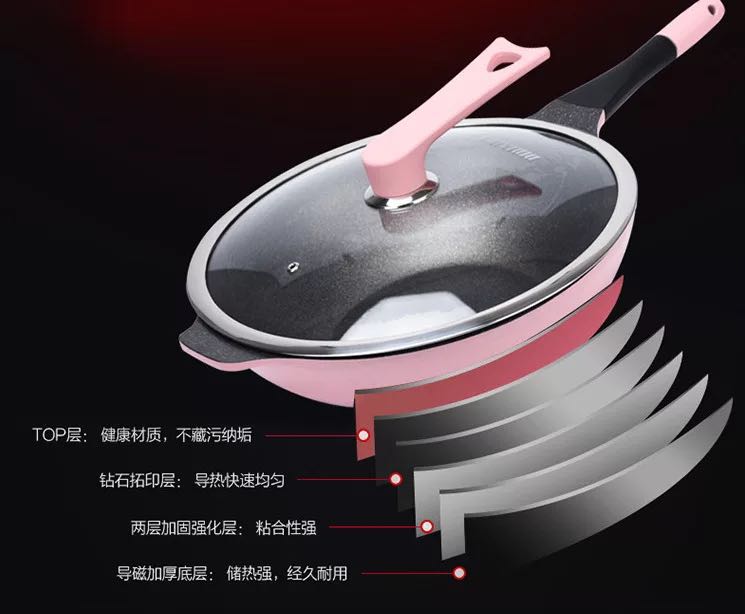 TOP层： 健康材质，不藏污纳垢
钻石拓印层： 导热快速均匀
两层加固强化层： 粘合性强
导磁加厚底层： 储热强，经久耐用